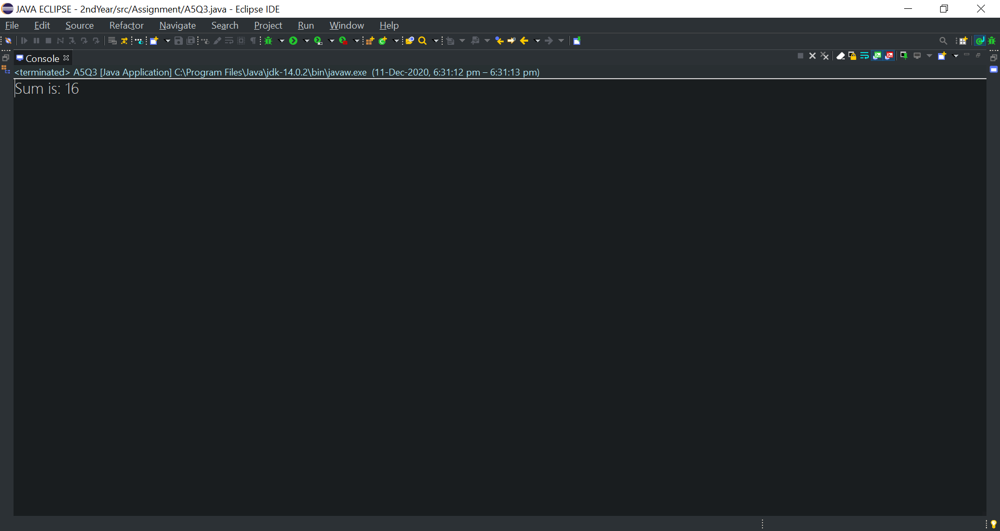 JAVA ECLIPSE - 2ndYear/src/Assignment/A5Q3.java - Eclipse IDE
File Edit Source Refactor Navigate Search Project Run Window Help
Console
<terminated> A5Q3 [Java Application] C:\Program Files\Java\jdk-14.0.2\bin\javaw.exe (11-Dec-2020, 6:31:12 pm – 6:31:13 pm)
Sum is: 16